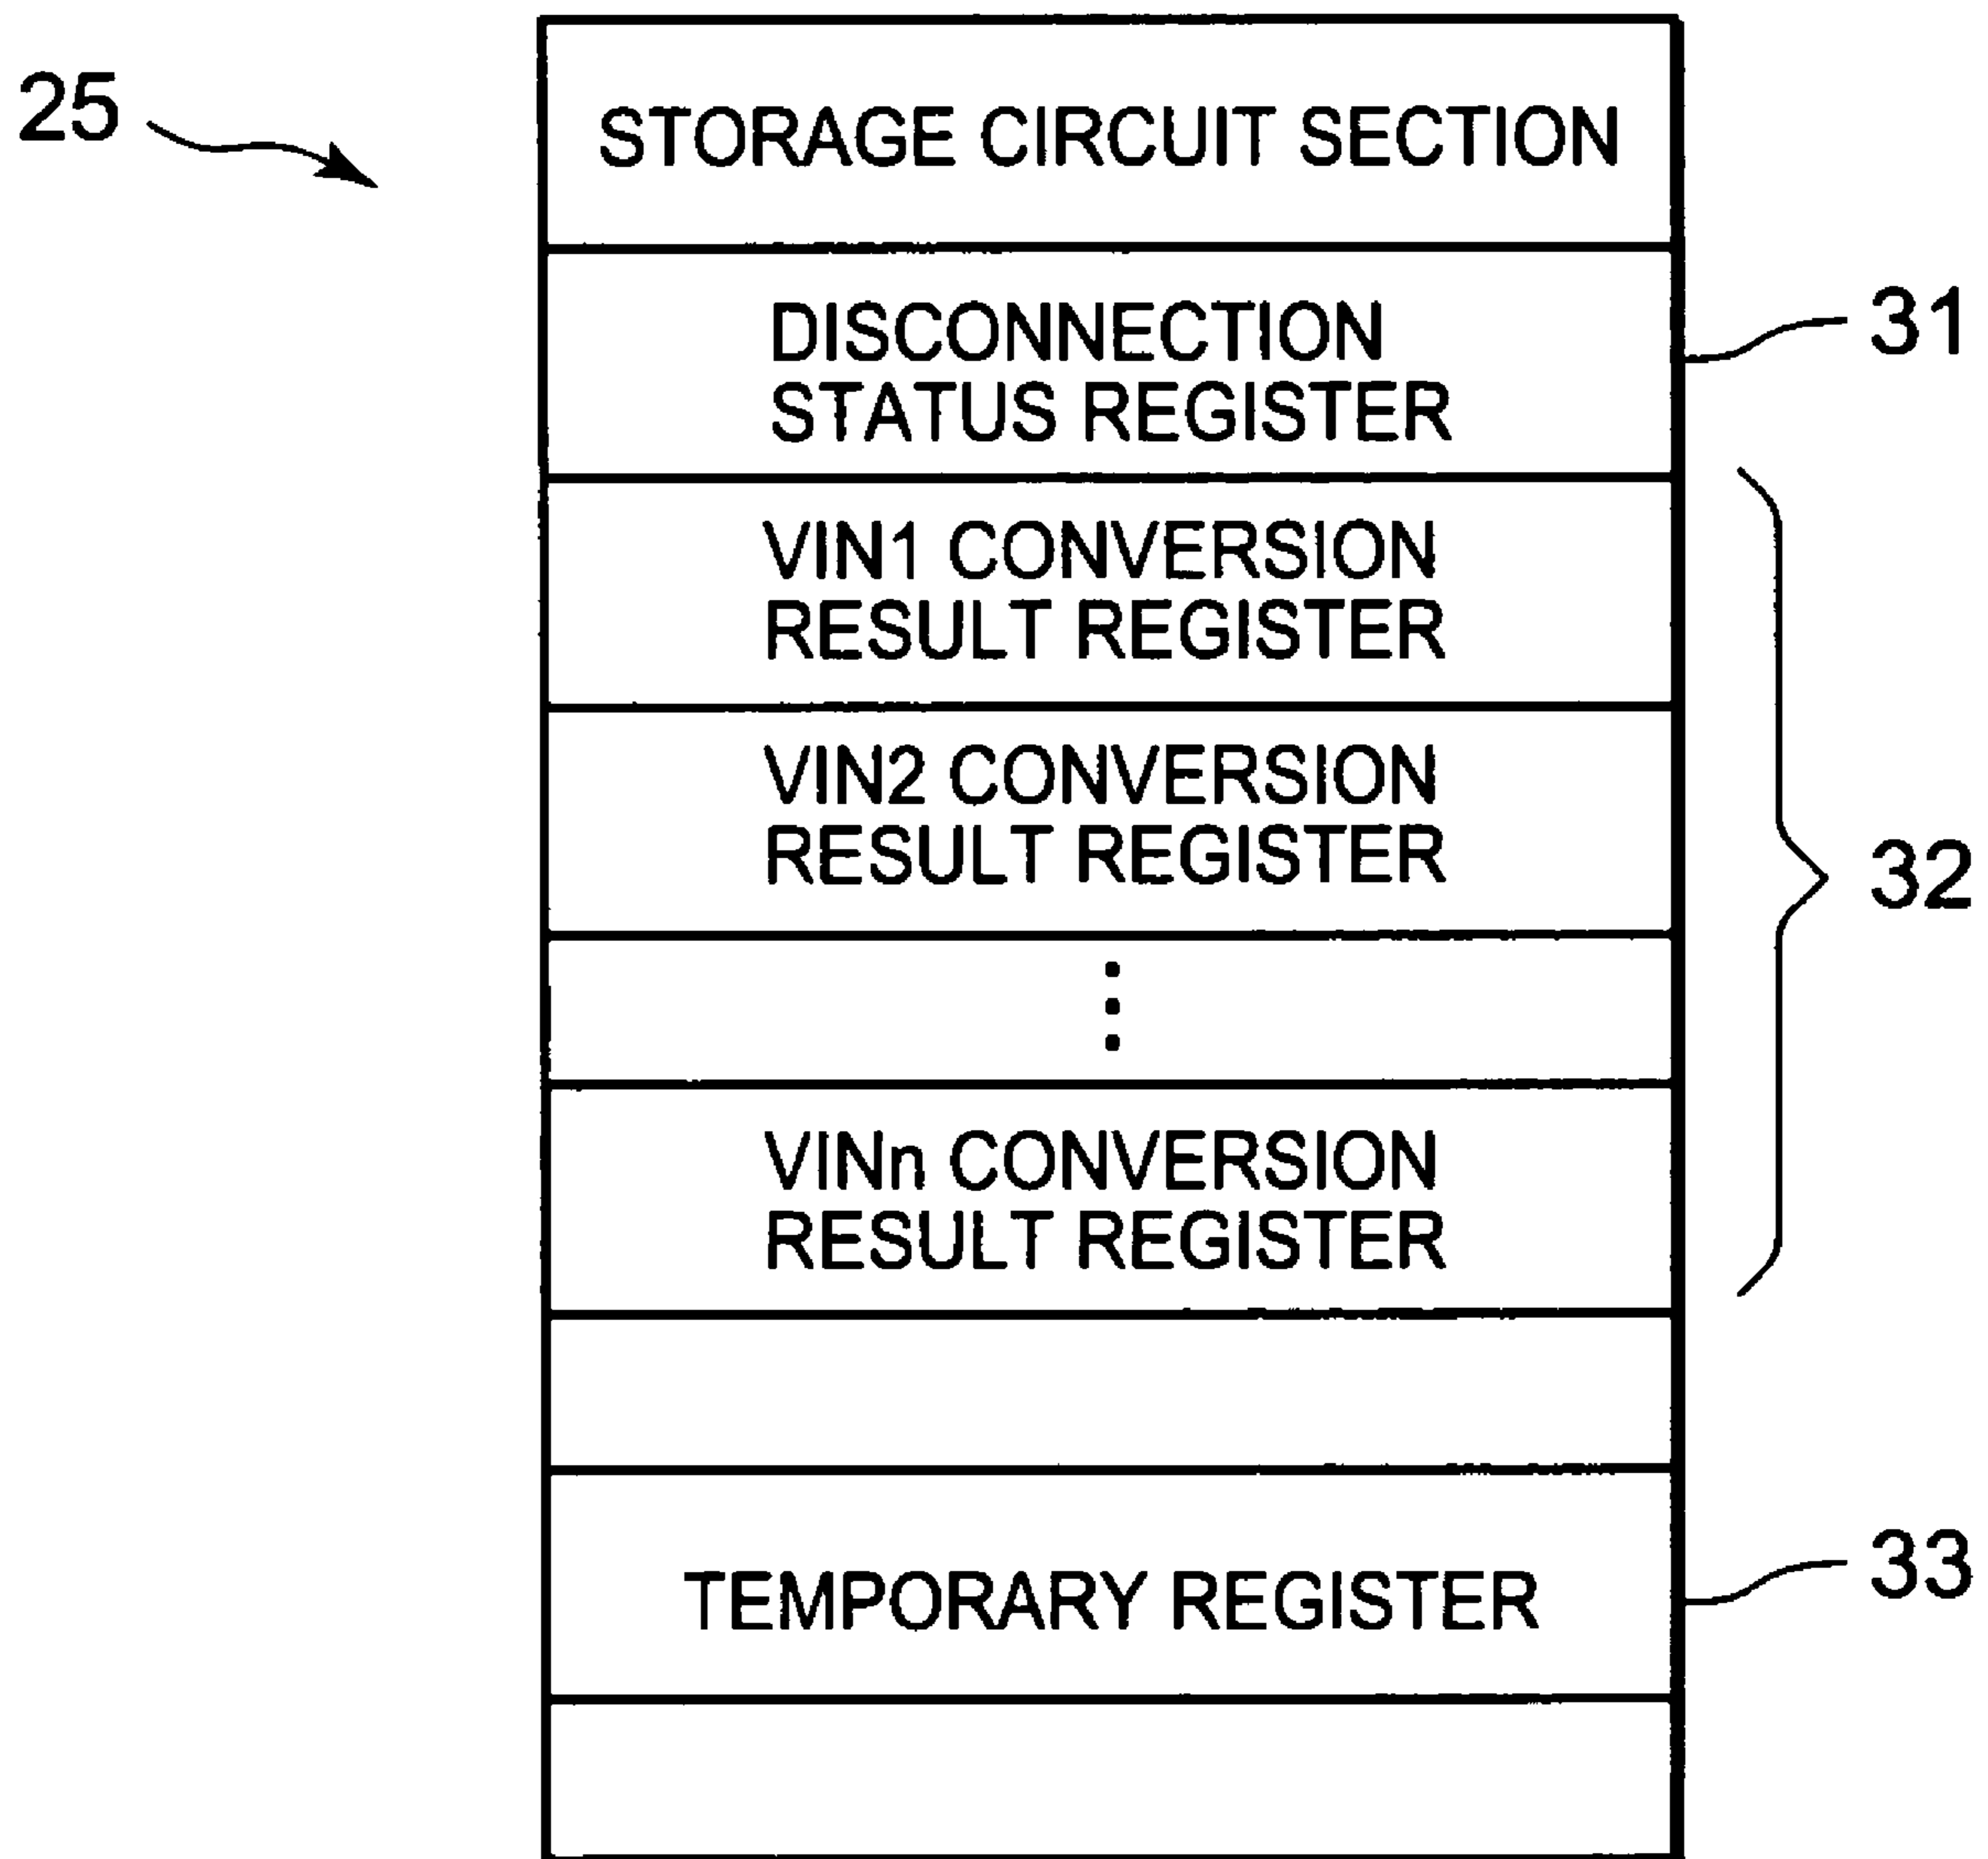 25
STORAGE CIRCUIT SECTION
DISCONNECTION
STATUS REGISTER
31
VIN1 CONVERSION
RESULT REGISTER
VIN2 CONVERSION
RESULT REGISTER
32
VINn CONVERSION
RESULT REGISTER
TEMPORARY REGISTER
33